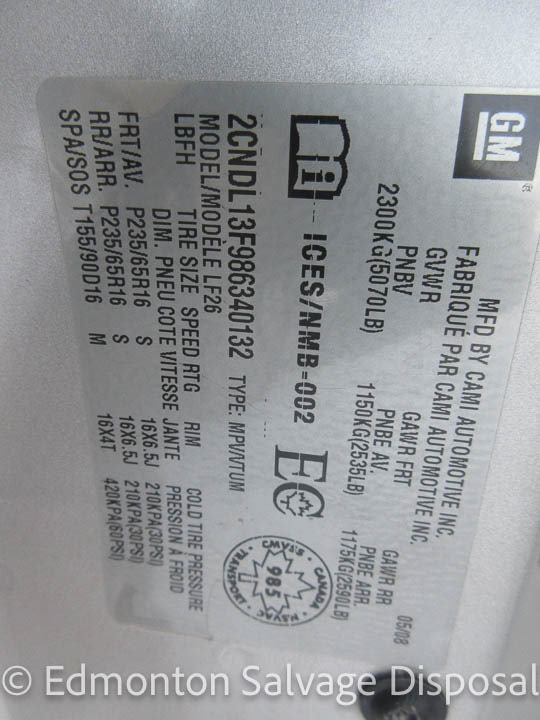 GM
®
MFD BY CAMI AUTOMOTIVE INC.
FABRIQUÉ PAR CAMI AUTOMOTIVE INC.
05/08
GVWR GAWR FRT GAWR RR
PNBV PNBE AV. PNBE ARR.
2300KG(5070LB) 1150KG(2535LB) 1175KG(2590LB)
ICES/NMB-002
EC
CANADA
NSVAC
TRANSPORT
CMVSS
985
2CNDL13F986340132 TYPE: MPV/VTUM
MODEL/MODÈLE LF26
LBFH
TIRE SIZE SPEED RTG RIM COLD TIRE PRESSURE
DIM. PNEU COTE VITESSE JANTE PRESSION À FROID
FRT/AV. P235/65R16 S 16X6.5J 210KPA(30PSI)
RR/ARR. P235/65R16 S 16X6.5J 210KPA(30PSI)
SPA/SOS T155/90D16 M 16X4T 420KPA(60PSI)
© Edmonton Salvage Disposal